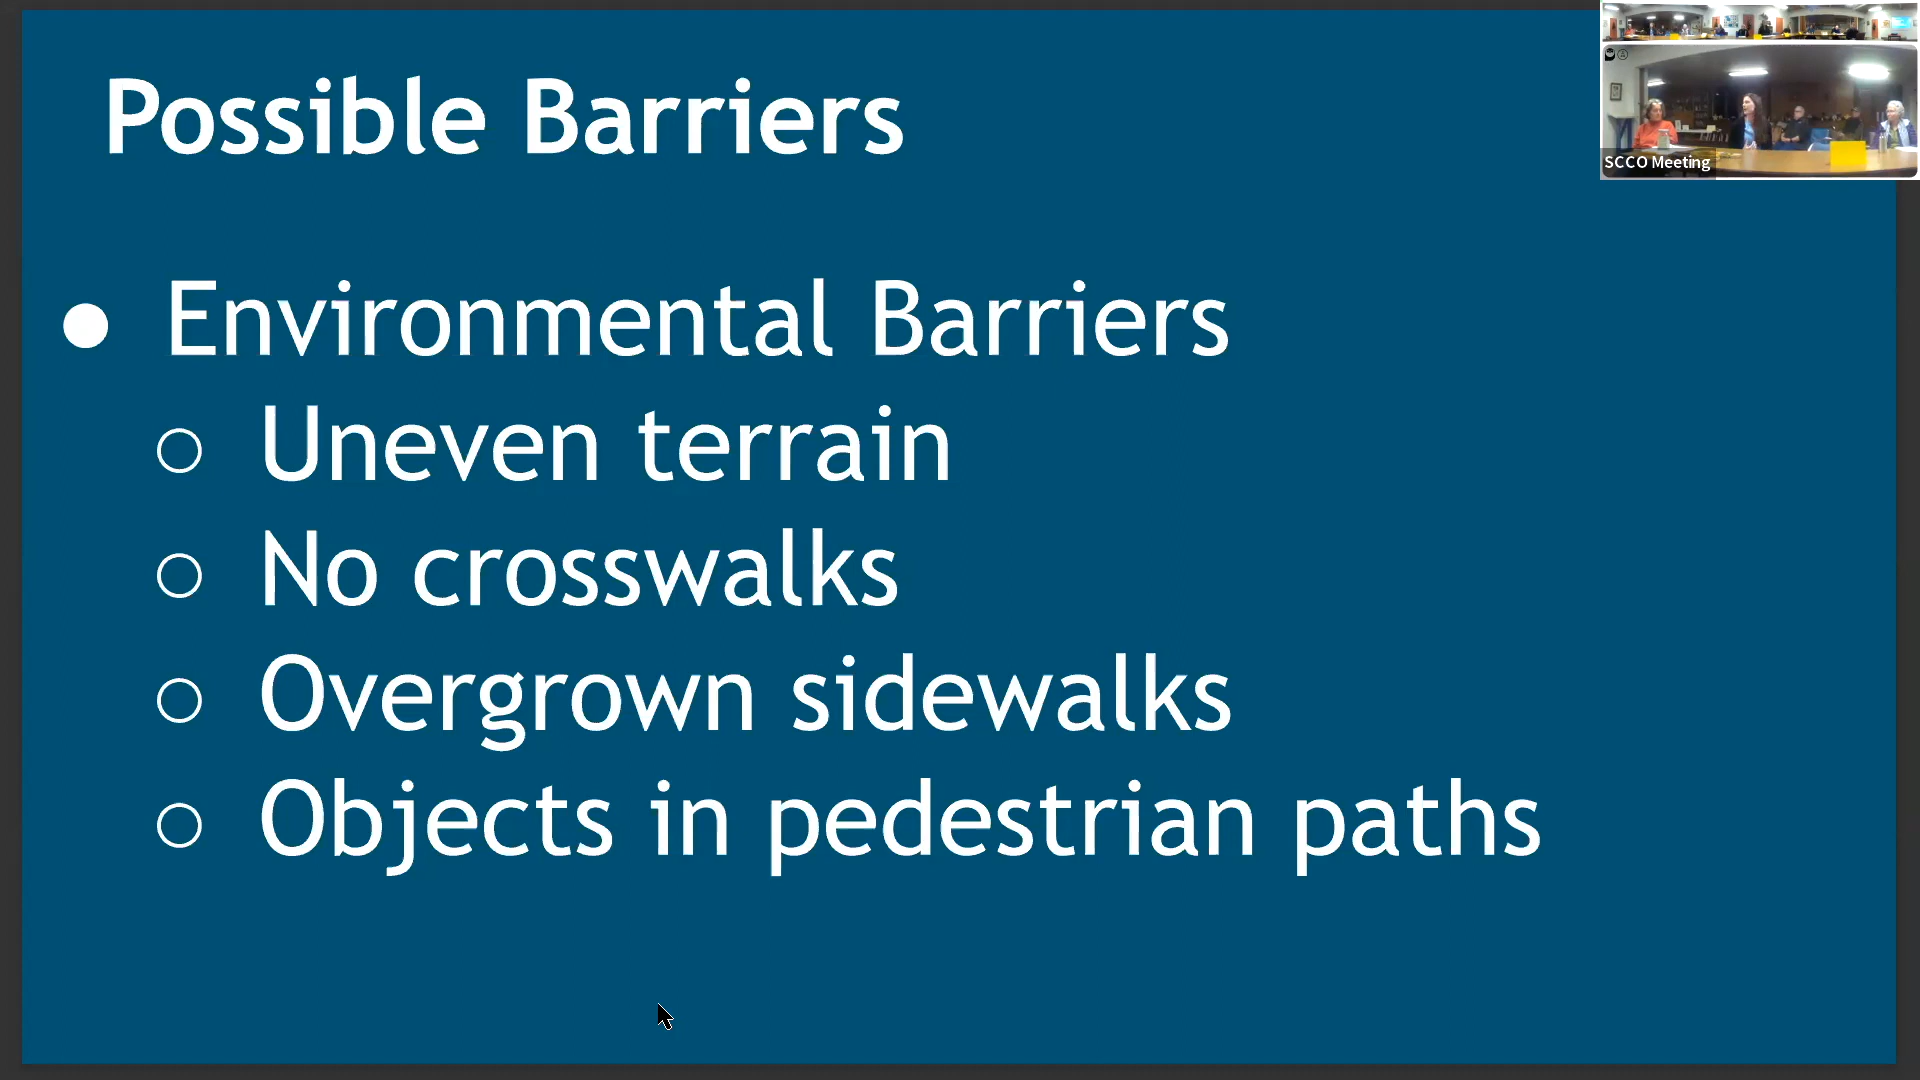 Possible Barriers
● Environmental Barriers
○ Uneven terrain
○ No crosswalks
○ Overgrown sidewalks
○ Objects in pedestrian paths
SCCO Meeting